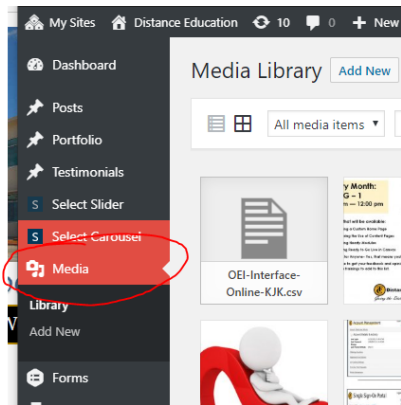 My Sites Distance Education 10 0 New
Dashboard
Posts
Portfolio
Testimonials
S Select Slider
S Select Carousel
Media
Library
Add New
Forms
Media Library Add New
All media items
OEI-Interface-
Online-KJK.csv
y Month:
G – 1
m — 12:00 pm